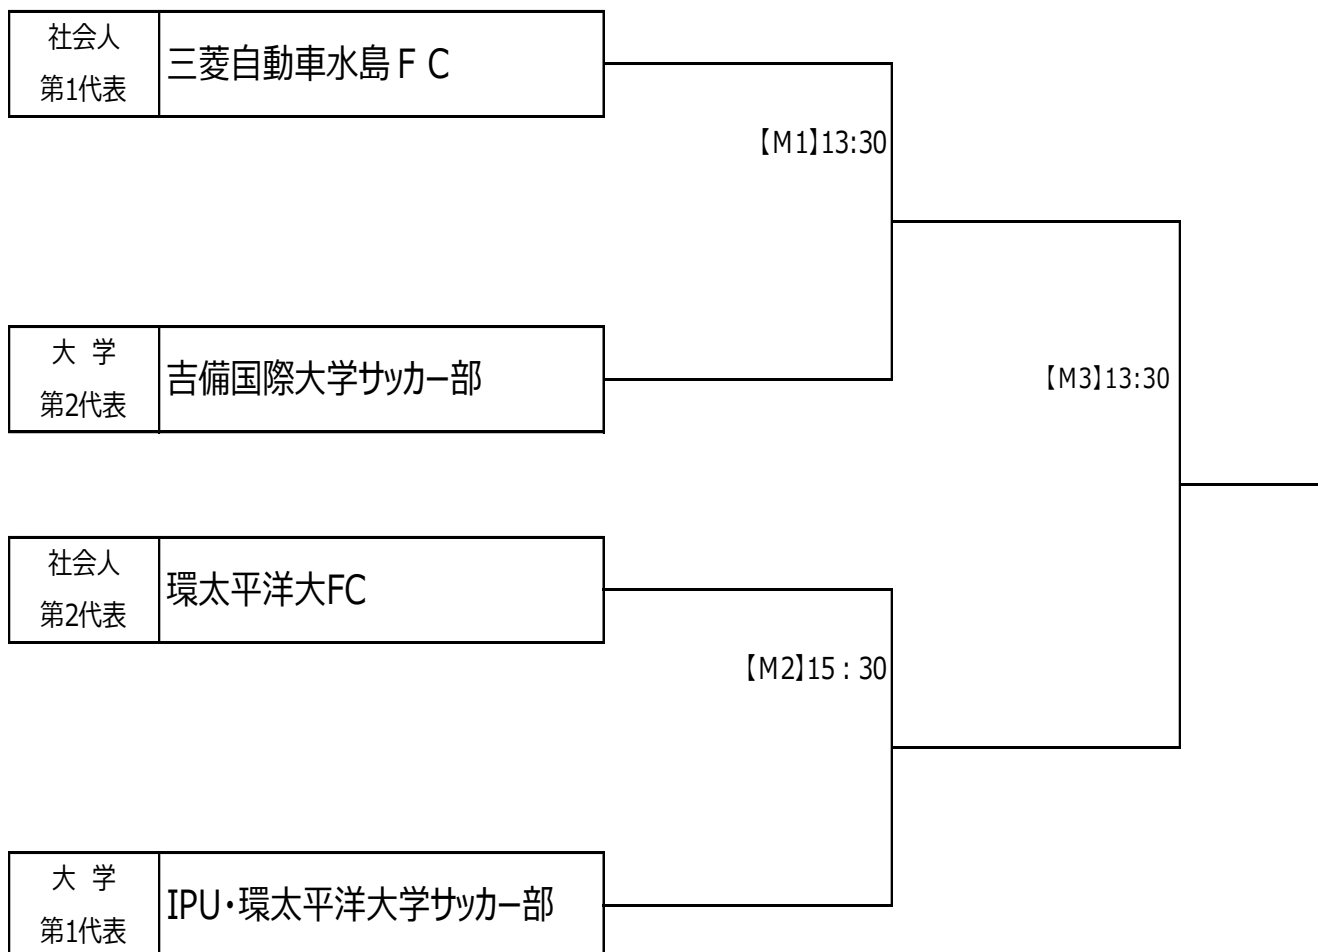 社会人
第1代表
三菱自動車水島ＦＣ
【M1】13:30
大 学
第2代表
吉備国際大学サッカー部
【M3】13:30
社会人
第2代表
環太平洋大FC
【M2】15：30
大 学
第1代表
IPU・環太平洋大学サッカー部